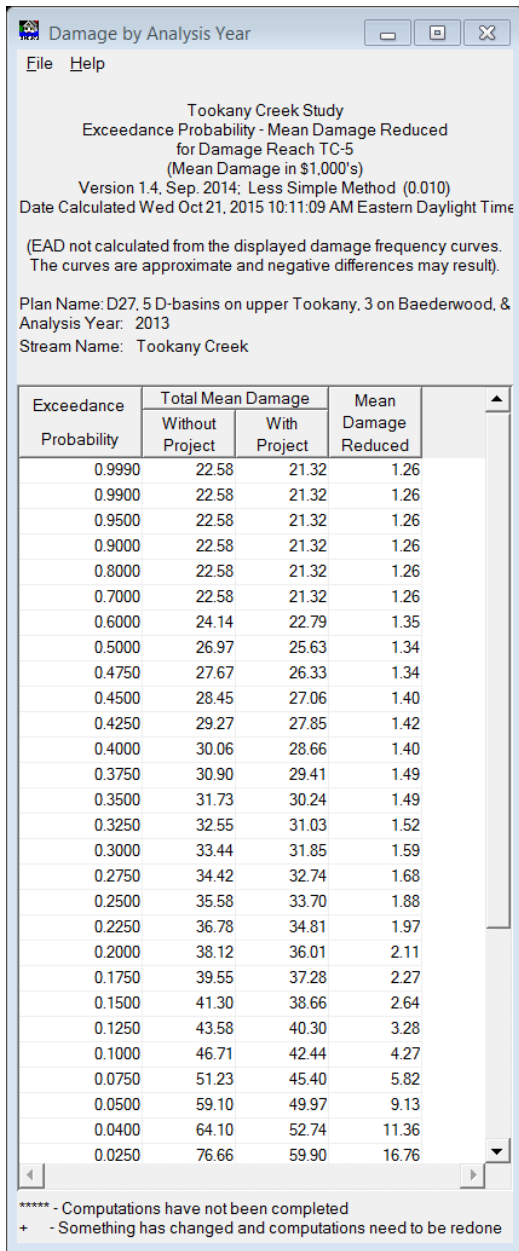 Damage by Analysis Year
File Help
Tookany Creek Study
Exceedance Probability - Mean Damage Reduced
for Damage Reach TC-5
(Mean Damage in $1,000's)
Version 1.4, Sep. 2014; Less Simple Method (0.010)
Date Calculated Wed Oct 21, 2015 10:11:09 AM Eastern Daylight Time
(EAD not calculated from the displayed damage frequency curves.
The curves are approximate and negative differences may result).
Plan Name: D27, 5 D-basins on upper Tookany, 3 on Baederwood, &
Analysis Year: 2013
Stream Name: Tookany Creek
Exceedance Probability Total Mean Damage Mean Damage Reduced
Without Project With Project
0.9990 22.58 21.32 1.26
0.9900 22.58 21.32 1.26
0.9500 22.58 21.32 1.26
0.9000 22.58 21.32 1.26
0.8000 22.58 21.32 1.26
0.7000 22.58 21.32 1.26
0.6000 24.14 22.79 1.35
0.5000 26.97 25.63 1.34
0.4750 27.67 26.33 1.34
0.4500 28.45 27.06 1.40
0.4250 29.27 27.85 1.42
0.4000 30.06 28.66 1.40
0.3750 30.90 29.41 1.49
0.3500 31.73 30.24 1.49
0.3250 32.55 31.03 1.52
0.3000 33.44 31.85 1.59
0.2750 34.42 32.74 1.68
0.2500 35.58 33.70 1.88
0.2250 36.78 34.81 1.97
0.2000 38.12 36.01 2.11
0.1750 39.55 37.28 2.27
0.1500 41.30 38.66 2.64
0.1250 43.58 40.30 3.28
0.1000 46.71 42.44 4.27
0.0750 51.23 45.40 5.82
0.0500 59.10 49.97 9.13
0.0400 64.10 52.74 11.36
0.0250 76.66 59.90 16.76
***** - Computations have not been completed
+ - Something has changed and computations need to be redone